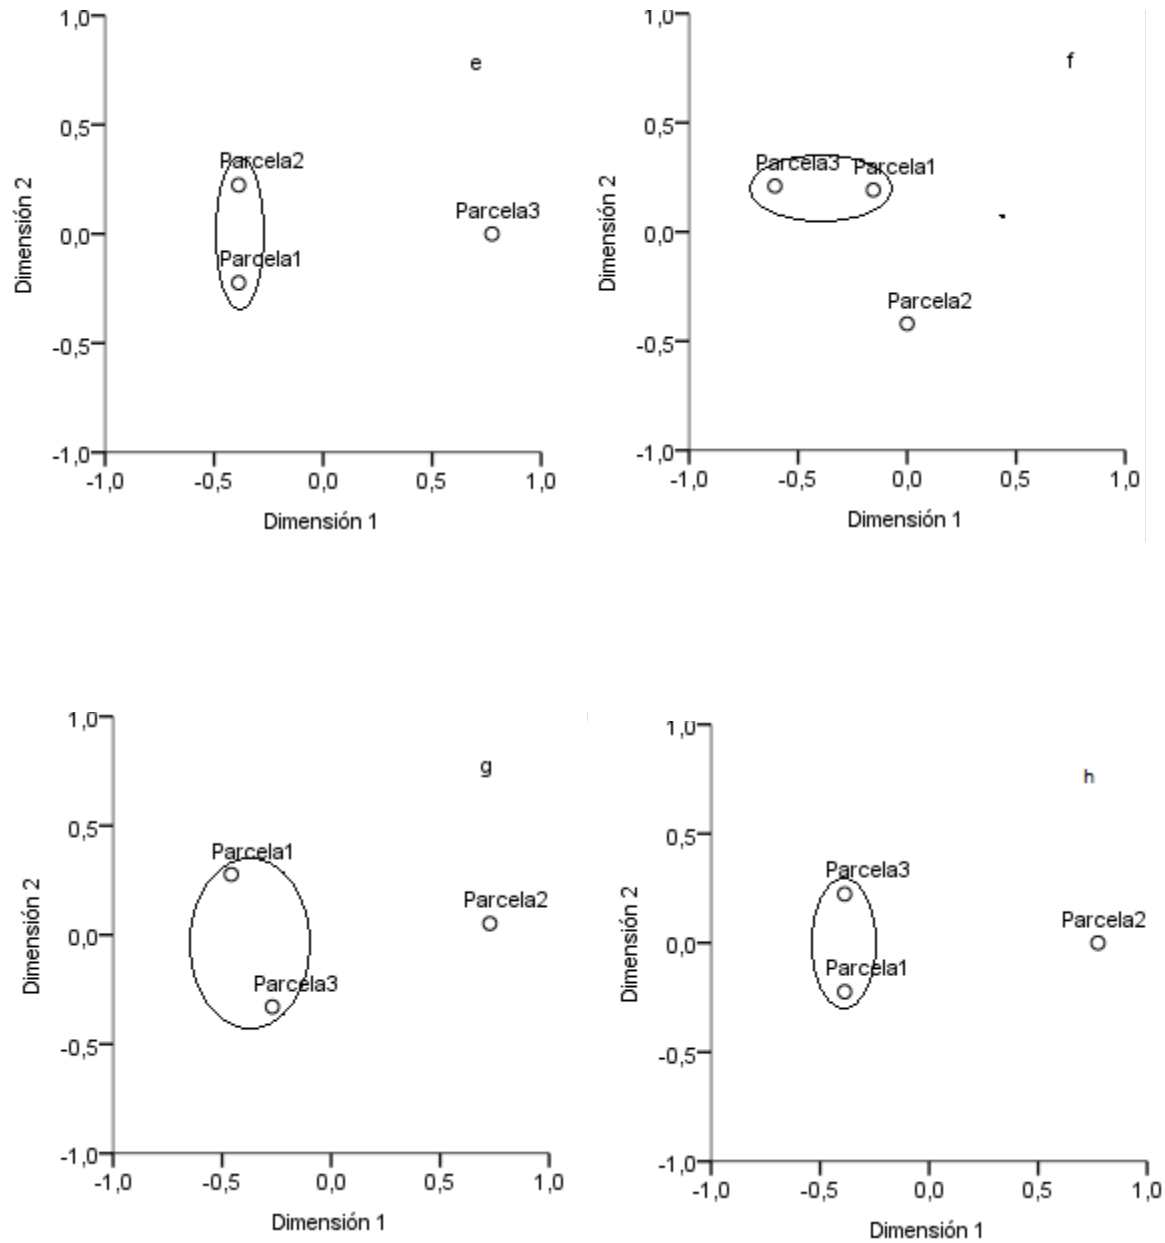 1,0
e
0,5
Parcela2
Parcela3
0,0
Parcela1
-0,5
-1,0
-1,0 -0,5 0,0 0,5 1,0
Dimensión 1
Dimensión 2
1,0
f
0,5
Parcela3
Parcela1
0,0
Parcela2
-0,5
-1,0
-1,0 -0,5 0,0 0,5 1,0
Dimensión 1
Dimensión 2
1,0
g
0,5
Parcela1
Parcela2
0,0
Parcela3
-0,5
-1,0
-1,0 -0,5 0,0 0,5 1,0
Dimensión 1
Dimensión 2
1,0
h
0,5
Parcela3
Parcela2
0,0
Parcela1
-0,5
-1,0
-1,0 -0,5 0,0 0,5 1,0
Dimensión 1
Dimensión 2